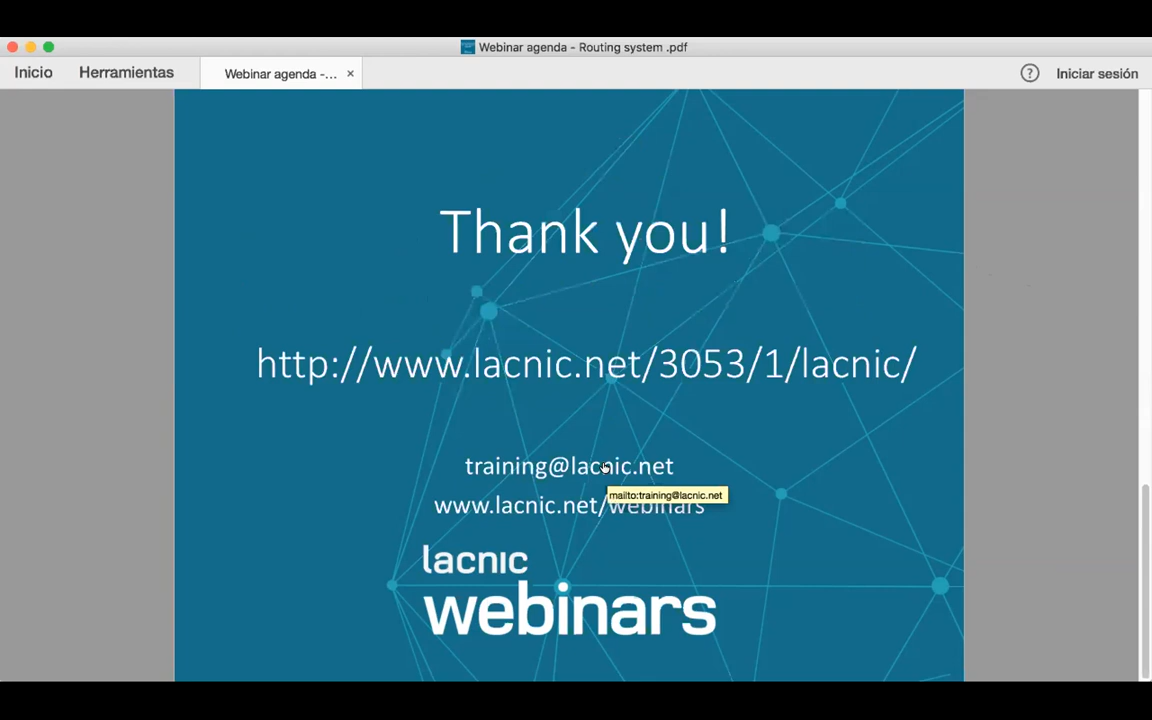 Webinar agenda - Routing system .pdf
Inicio Herramientas Webinar agenda -... × ? Iniciar sesión
Thank you!
http://www.lacnic.net/3053/1/lacnic/
training@lacnic.net
mailto:training@lacnic.net
www.lacnic.net/webinars
lacnic
webinars